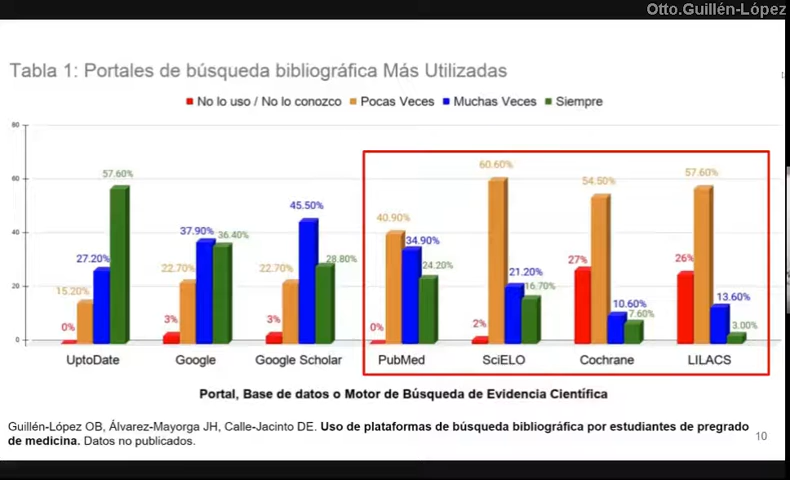 Otto.Guillén-López
Tabla 1: Portales de búsqueda bibliográfica Más Utilizadas
No lo uso / No lo conozco Pocas Veces Muchas Veces Siempre
80
60
40
20
0
0% 15.20% 27.20% 57.60%
3% 22.70% 37.90% 36.40%
3% 22.70% 45.50% 28.80%
0% 40.90% 34.90% 24.20%
2% 60.60% 21.20% 16.70%
27% 54.50% 10.60% 7.60%
26% 57.60% 13.60% 3.00%
UptoDate Google Google Scholar PubMed SciELO Cochrane LILACS
Portal, Base de datos o Motor de Búsqueda de Evidencia Científica
Guillén-López OB, Álvarez-Mayorga JH, Calle-Jacinto DE. Uso de plataformas de búsqueda bibliográfica por estudiantes de pregrado
de medicina. Datos no publicados.
10